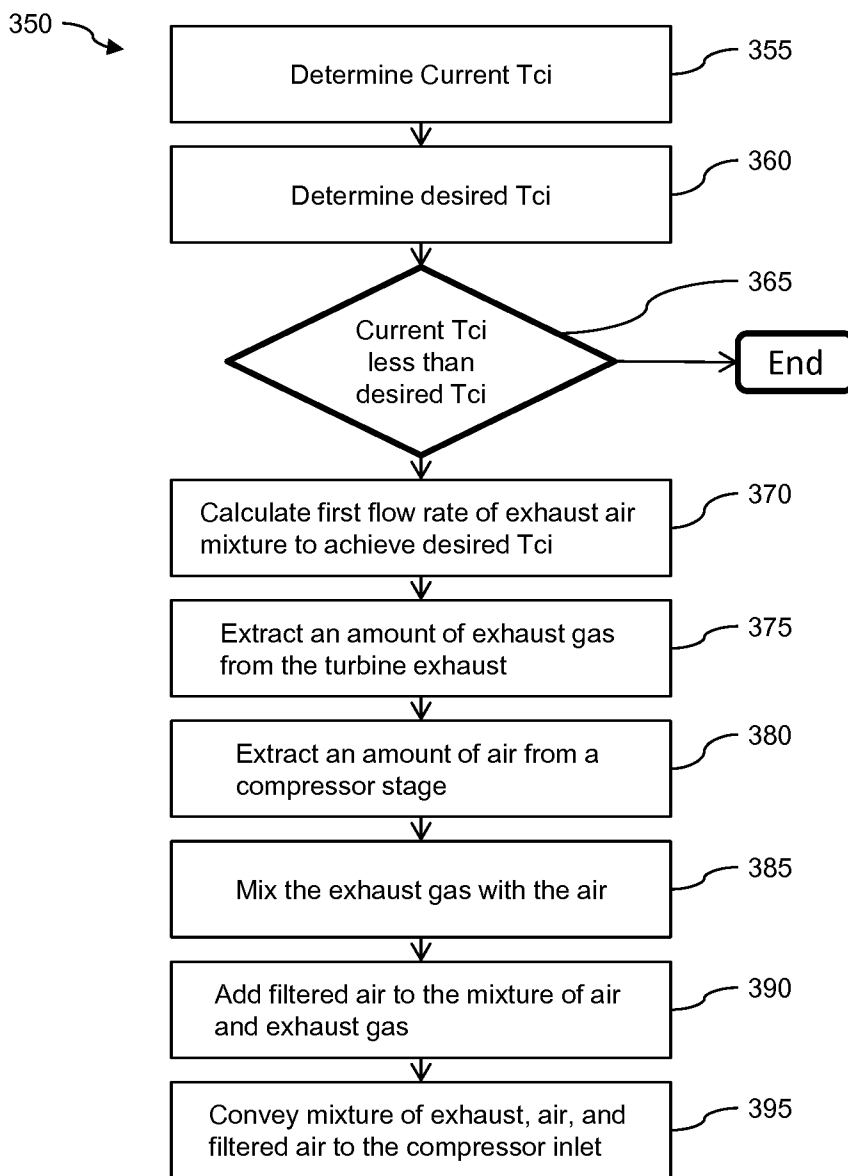 350
Determine Current Tci
355
Determine desired Tci
360
Current Tci
less than
desired Tci
365
End
Calculate first flow rate of exhaust air
mixture to achieve desired Tci
370
Extract an amount of exhaust gas
from the turbine exhaust
375
Extract an amount of air from a
compressor stage
380
Mix the exhaust gas with the air
385
Add filtered air to the mixture of air
and exhaust gas
390
Convey mixture of exhaust, air, and
filtered air to the compressor inlet
395